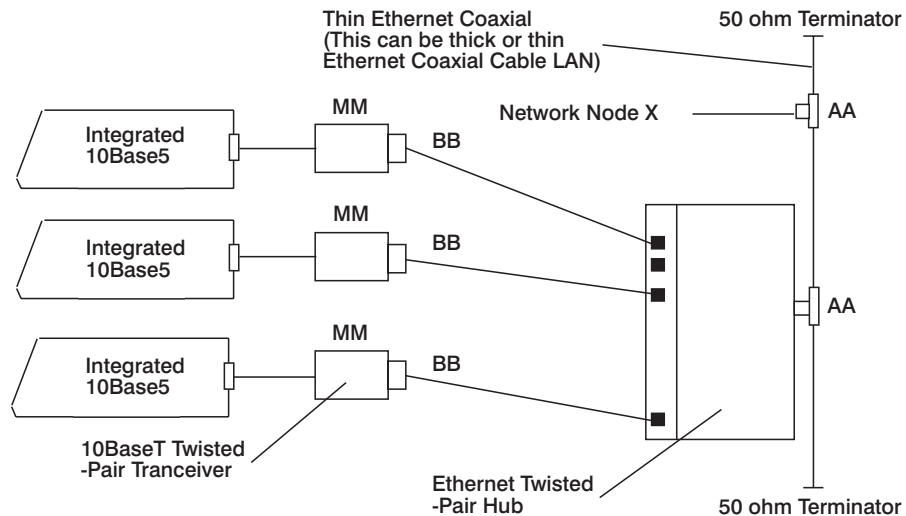 Thin Ethernet Coaxial
(This can be thick or thin
Ethernet Coaxial Cable LAN)
50 ohm Terminator
MM
Network Node X
AA
Integrated
10Base5
BB
MM
Integrated
10Base5
BB
AA
MM
Integrated
10Base5
BB
10BaseT Twisted
-Pair Tranceiver
Ethernet Twisted
-Pair Hub
50 ohm Terminator